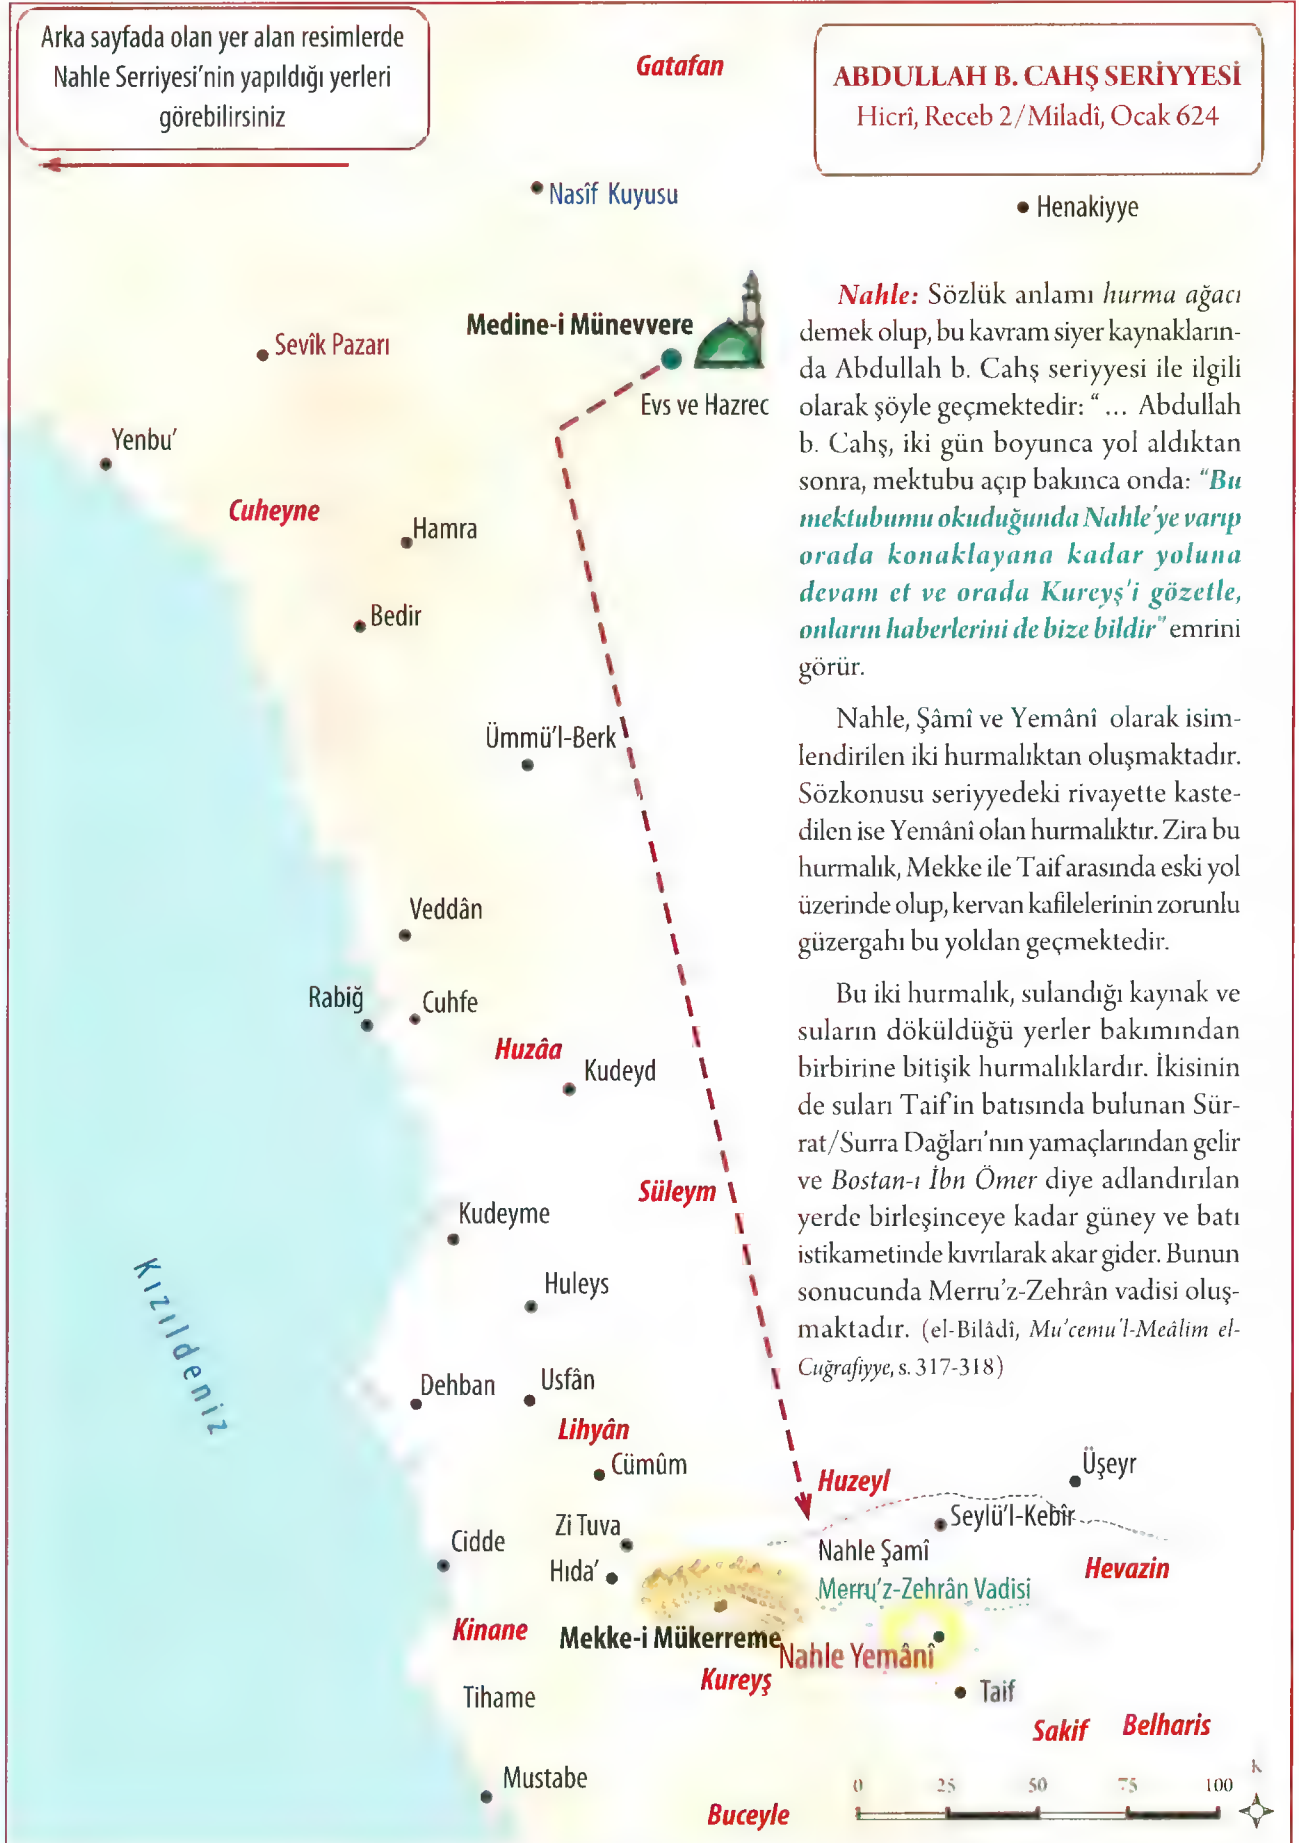 Arka sayfada olan yer alan resimlerde
Nahle Serriyesi'nin yapıldığı yerleri
görebilirsiniz
Gatafan
ABDULLAH B. CAHŞ SERİYYESİ
Hicrî, Receb 2/Miladî, Ocak 624
Nasîf Kuyusu
Henakiyye
Medine-i Münevvere
Evs ve Hazrec
Sevîk Pazarı
Yenbu'
Cuheyne
Hamra
Bedir
Ümmü'l-Berk
Veddân
Rabiğ
Cuhfe
Huzâa
Kudeyd
Süleym
Kudeyme
Huleys
Kızıldeniz
Dehban
Usfân
Lihyân
Cümûm
Zi Tuva
Hıda'
Cidde
Kinane
Mekke-i Mükerreme
Kureyş
Tihame
Mustabe
Buceyle
Nahle: Sözlük anlamı hurma ağacı
demek olup, bu kavram siyer kaynakların-
da Abdullah b. Cahş seriyyesi ile ilgili
olarak şöyle geçmektedir: “... Abdullah
b. Cahş, iki gün boyunca yol aldıktan
sonra, mektubu açıp bakınca onda: “Bu
mektubumu okuduğunda Nahle'ye varıp
orada konaklayana kadar yoluna
devam et ve orada Kureyş'i gözetle,
onların haberlerini de bize bildir” emrini
görür.
Nahle, Şâmî ve Yemânî olarak isim-
lendirilen iki hurmalıktan oluşmaktadır.
Sözkonusu seriyyedeki rivayette kaste-
dilen ise Yemânî olan hurmalıktır. Zira bu
hurmalık, Mekke ile Taif arasında eski yol
üzerinde olup, kervan kafilelerinin zorunlu
güzergahı bu yoldan geçmektedir.
Bu iki hurmalık, sulandığı kaynak ve
suların döküldüğü yerler bakımından
birbirine bitişik hurmalıklardır. İkisinin
de suları Taif'in batısında bulunan Sür-
rat/Surra Dağları'nın yamaçlarından gelir
ve Bostan-ı İbn Ömer diye adlandırılan
yerde birleşinceye kadar güney ve batı
istikametinde kıvrılarak akar gider. Bunun
sonucunda Merru'z-Zehrân vadisi oluş-
maktadır. (el-Bilâdî, Mu'cemu'l-Meâlim el-
Cuğrafiyye, s. 317-318)
Huzeyl
Üşeyr
Seylü'l-Kebîr
Nahle Şamî
Hevazin
Merru'z-Zehrân Vadisi
Nahle Yemânî
Taif
Sakif
Belharis
0 25 50 75 100
k